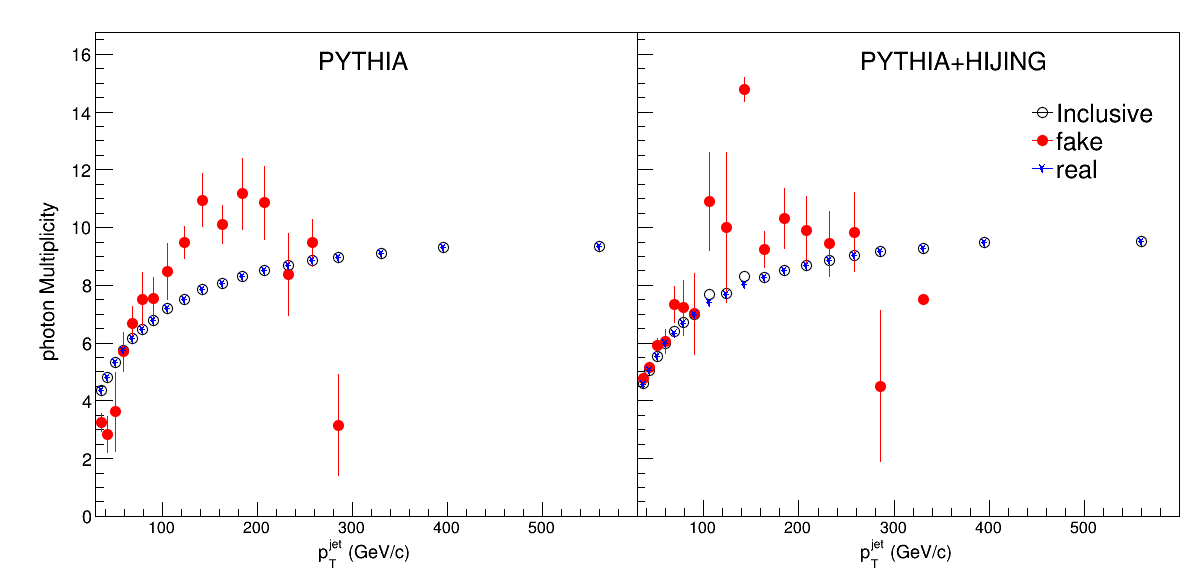 PYTHIA
PYTHIA+HIJING
Inclusive
fake
real
photon Multiplicity
16
14
12
10
8
6
4
2
0
100 200 300 400 500
100 200 300 400 500
p_T^jet (GeV/c)
p_T^jet (GeV/c)